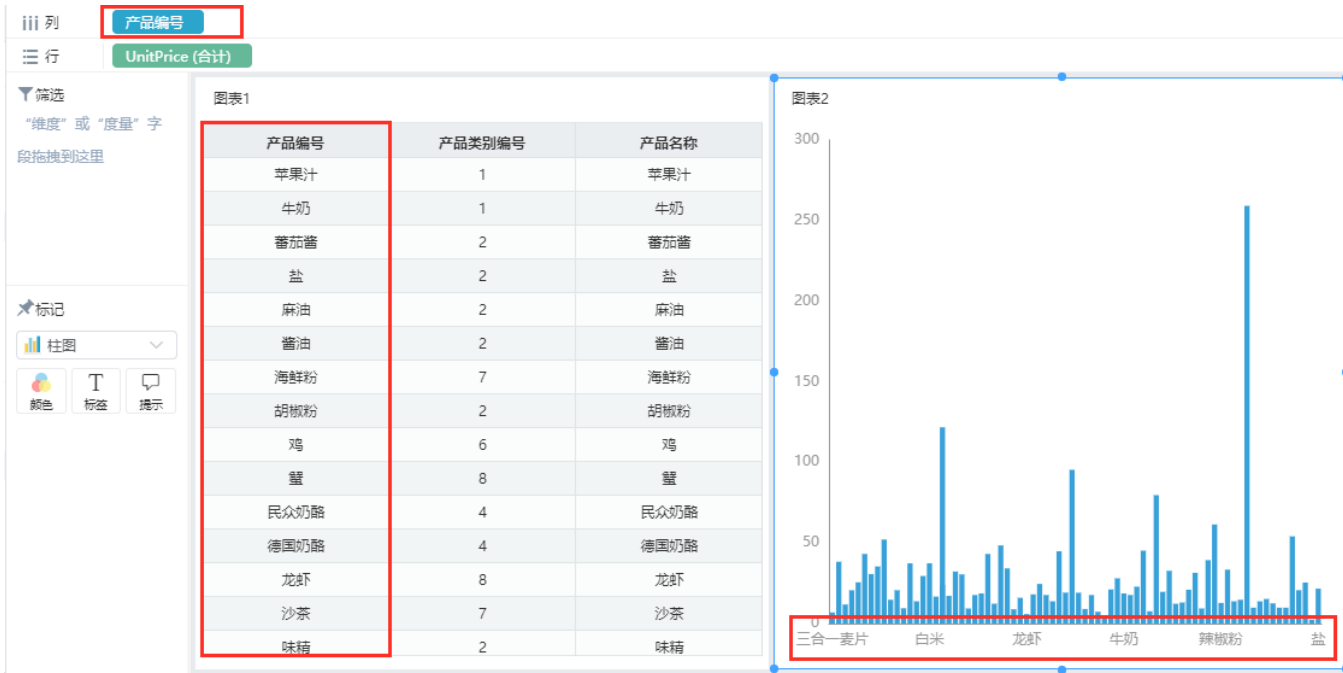 列 产品编号
行 UnitPrice (合计)
筛选
“维度”或“度量”字
段拖拽到这里
标记
柱图
颜色 T 标签 提示
图表1
产品编号 产品类别编号 产品名称
苹果汁 1 苹果汁
牛奶 1 牛奶
蕃茄酱 2 蕃茄酱
盐 2 盐
麻油 2 麻油
酱油 2 酱油
海鲜粉 7 海鲜粉
胡椒粉 2 胡椒粉
鸡 6 鸡
蟹 8 蟹
民众奶酪 4 民众奶酪
德国奶酪 4 德国奶酪
龙虾 8 龙虾
沙茶 7 沙茶
味精 2 味精
图表2
300
250
200
150
100
50
0
三合一麦片 白米 龙虾 牛奶 辣椒粉 盐